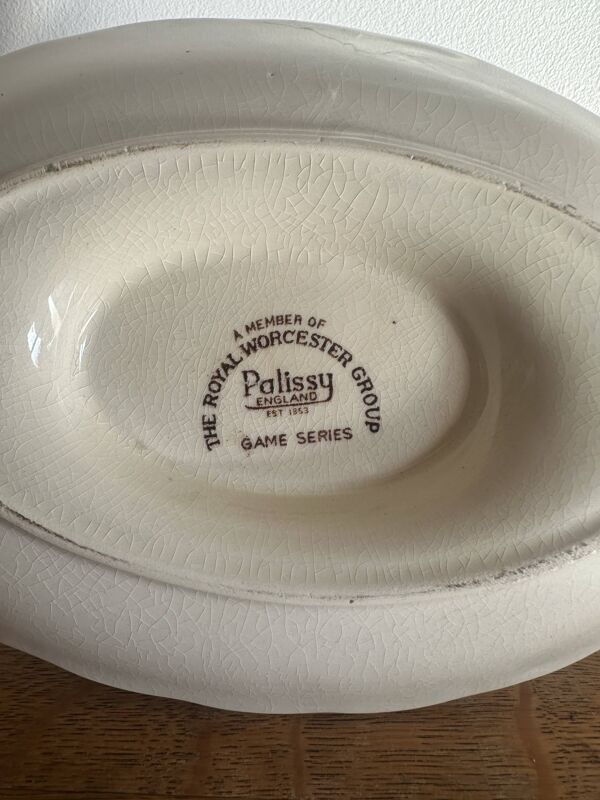 A MEMBER OF
THE ROYAL WORCESTER GROUP
Palissy
ENGLAND
EST 1853
GAME SERIES